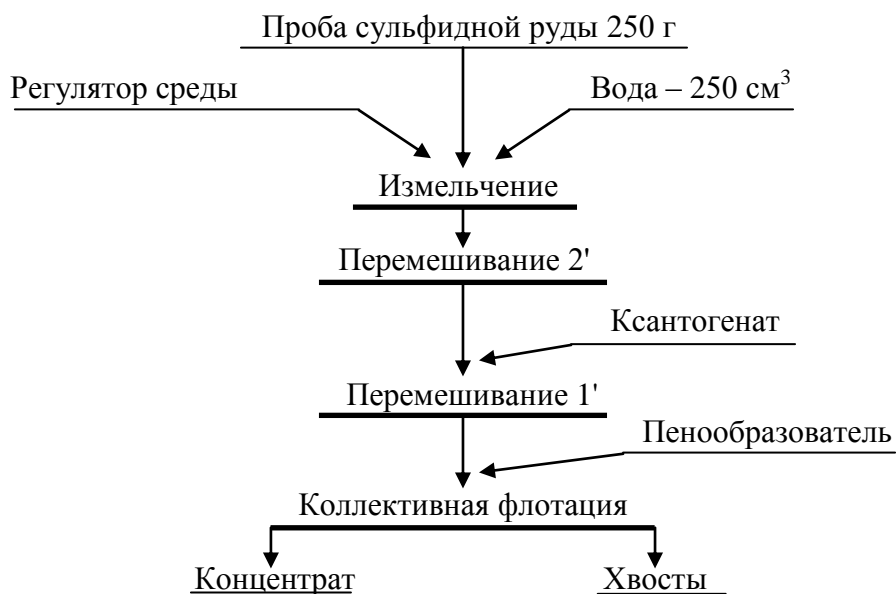 Проба сульфидной руды 250 г
Регулятор среды
Вода – 250 см³
Измельчение
Перемешивание 2'
Ксантогенат
Перемешивание 1'
Пенообразователь
Коллективная флотация
Концентрат
Хвосты